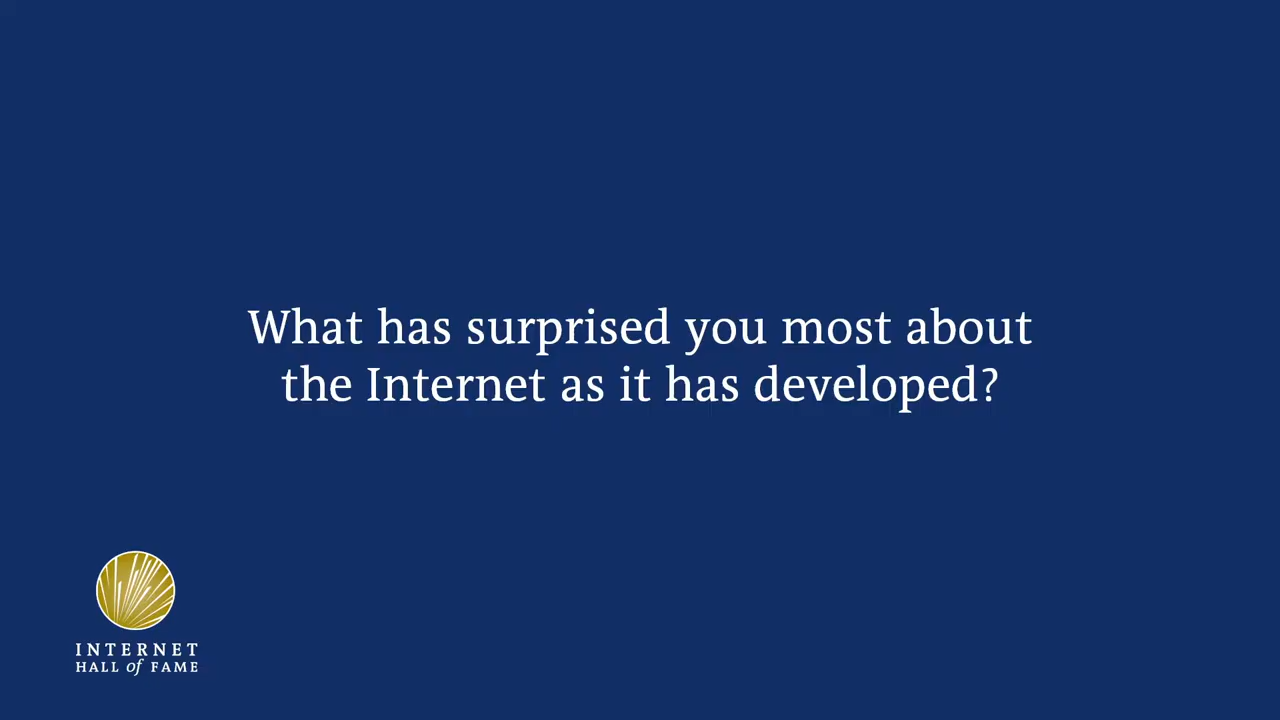 What has surprised you most about
the Internet as it has developed?
INTERNET
HALL of FAME